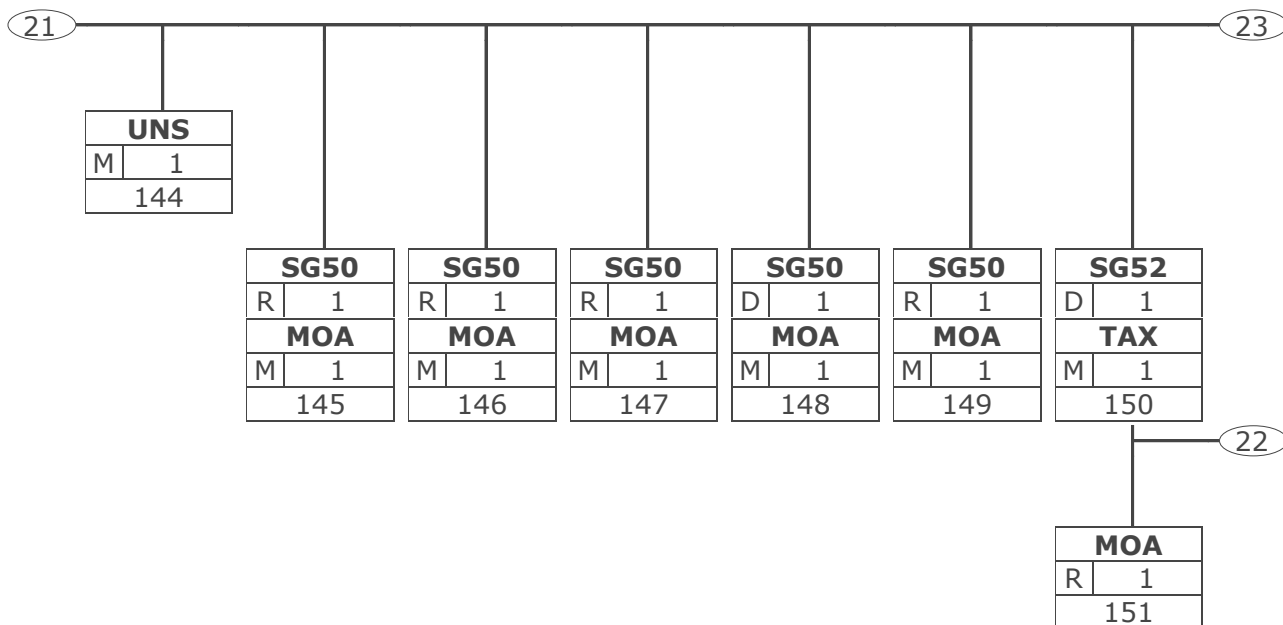 21 23
UNS
M 1
144
SG50 SG50 SG50 SG50 SG50 SG52
R 1 R 1 R 1 D 1 R 1 D 1
MOA MOA MOA MOA MOA TAX
M 1 M 1 M 1 M 1 M 1 M 1
145 146 147 148 149 150
22
MOA
R 1
151